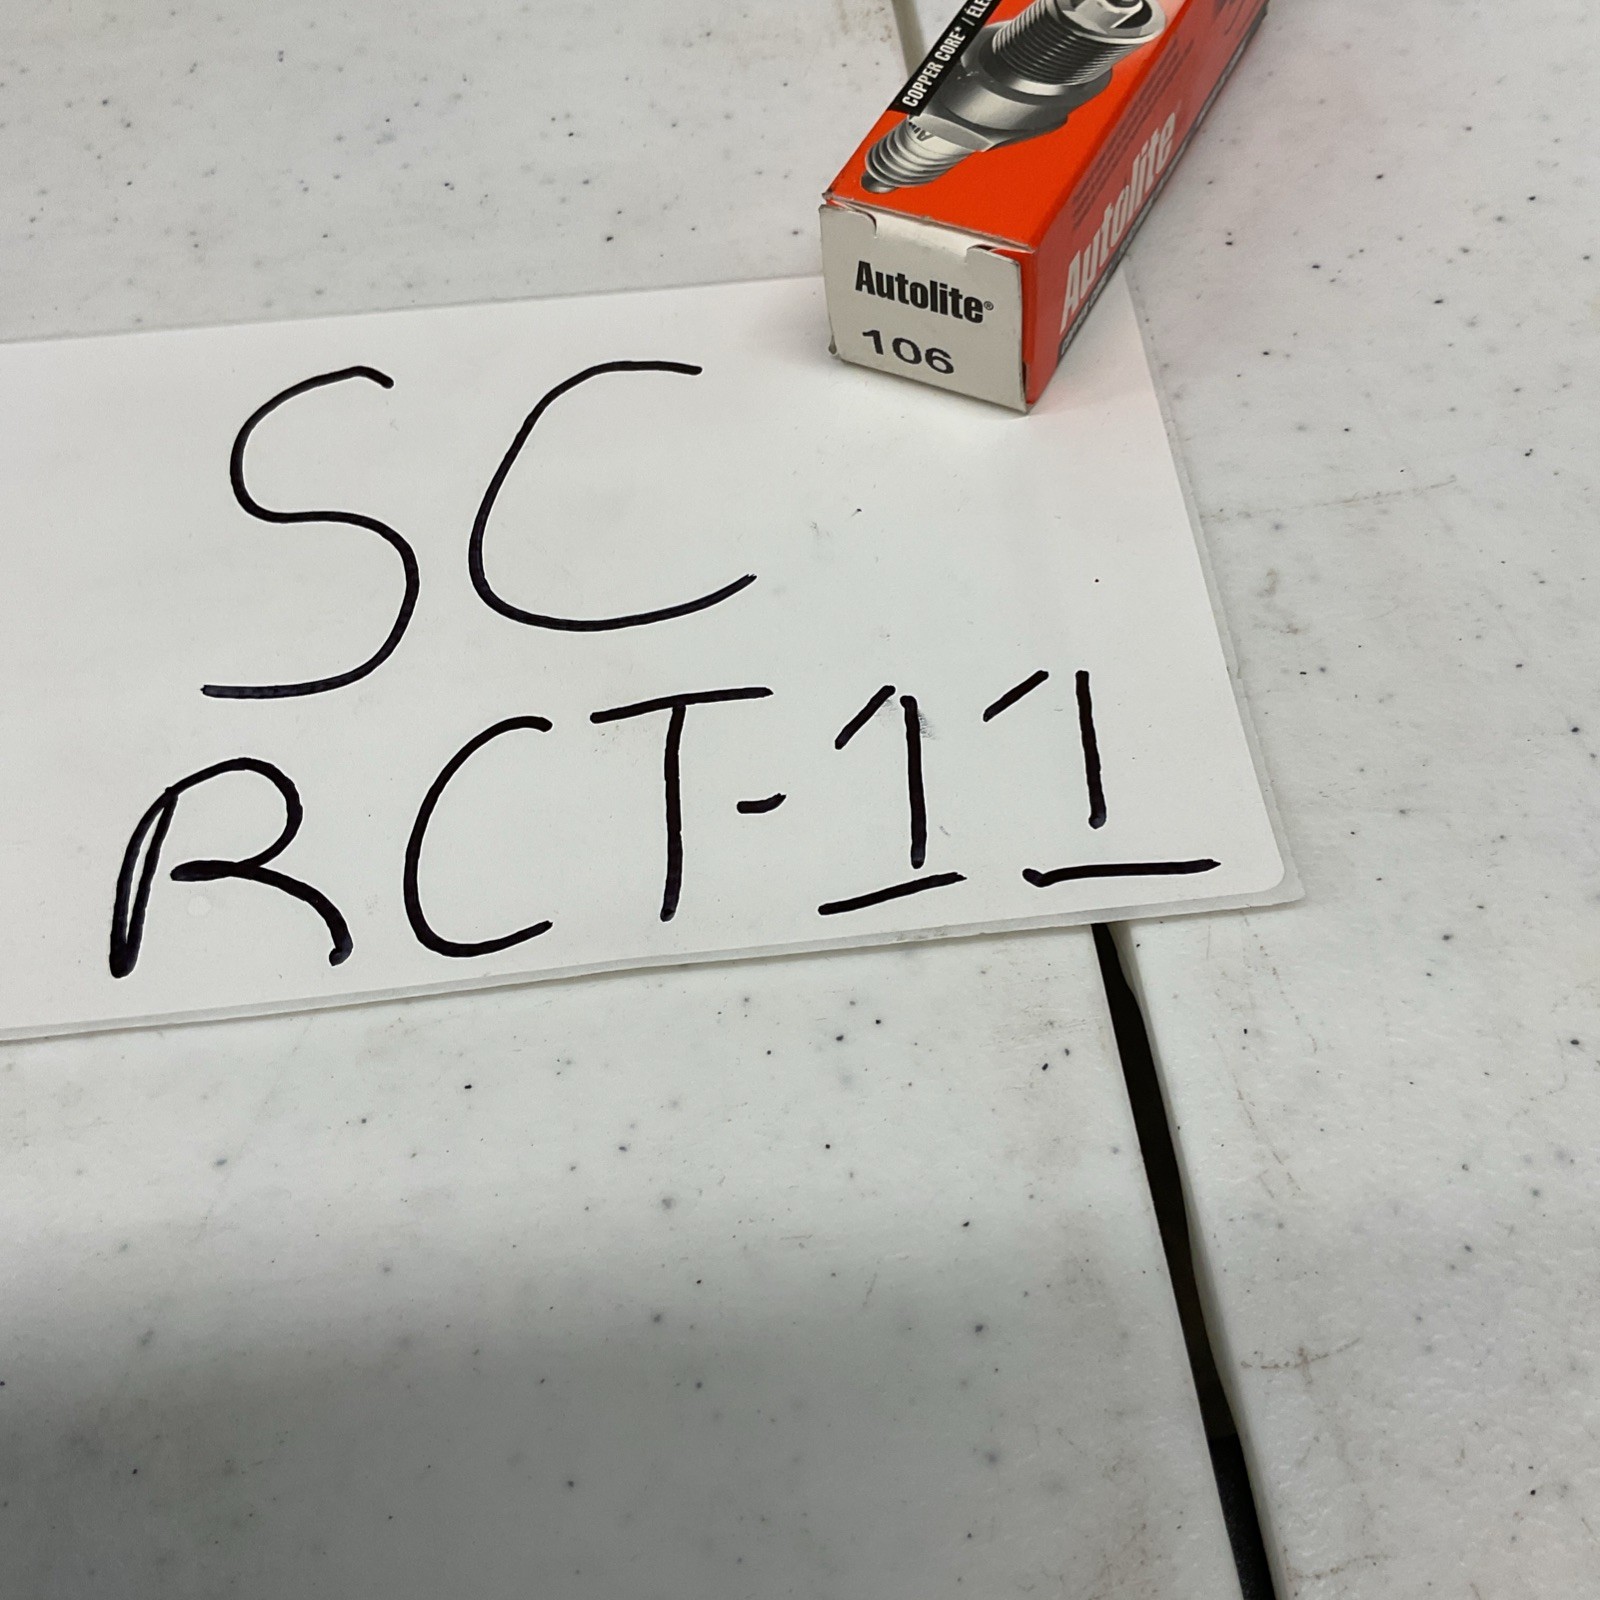 COPPER CORE*
Autolite
Autolite®
106
SC
RCT-11